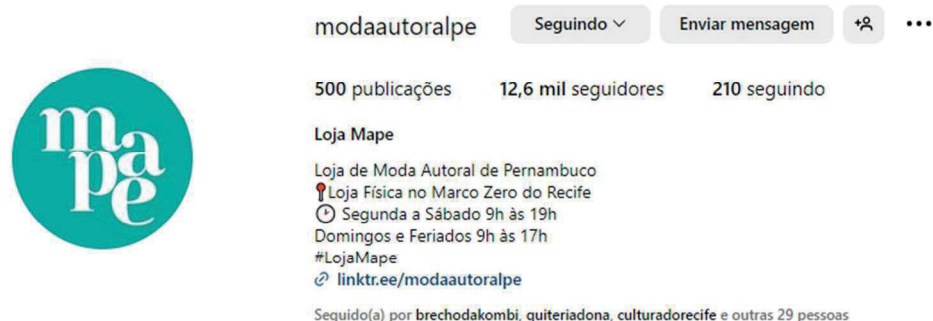 modaautoralpe Seguindo Enviar mensagem
500 publicações 12,6 mil seguidores 210 seguindo
mape
Loja Mape
Loja de Moda Autoral de Pernambuco
Loja Física no Marco Zero do Recife
Segunda a Sábado 9h às 19h
Domingos e Feriados 9h às 17h
#LojaMape
linktr.ee/modaautoralpe
Seguido(a) por brechodakombi, quiteriadona, culturadorecife e outras 29 pessoas